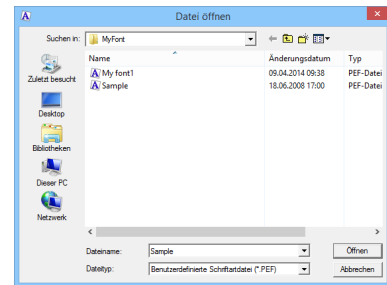 Datei öffnen
Suchen in: MyFont
Name Änderungsdatum Typ
My font1 09.04.2014 09:38 PEF-Datei
Sample 18.06.2008 17:00 PEF-Datei
Zuletzt besucht
Desktop
Bibliotheken
Dieser PC
Netzwerk
Dateiname: Sample Öffnen
Dateityp: Benutzerdefinierte Schriftartdatei (*.PEF) Abbrechen